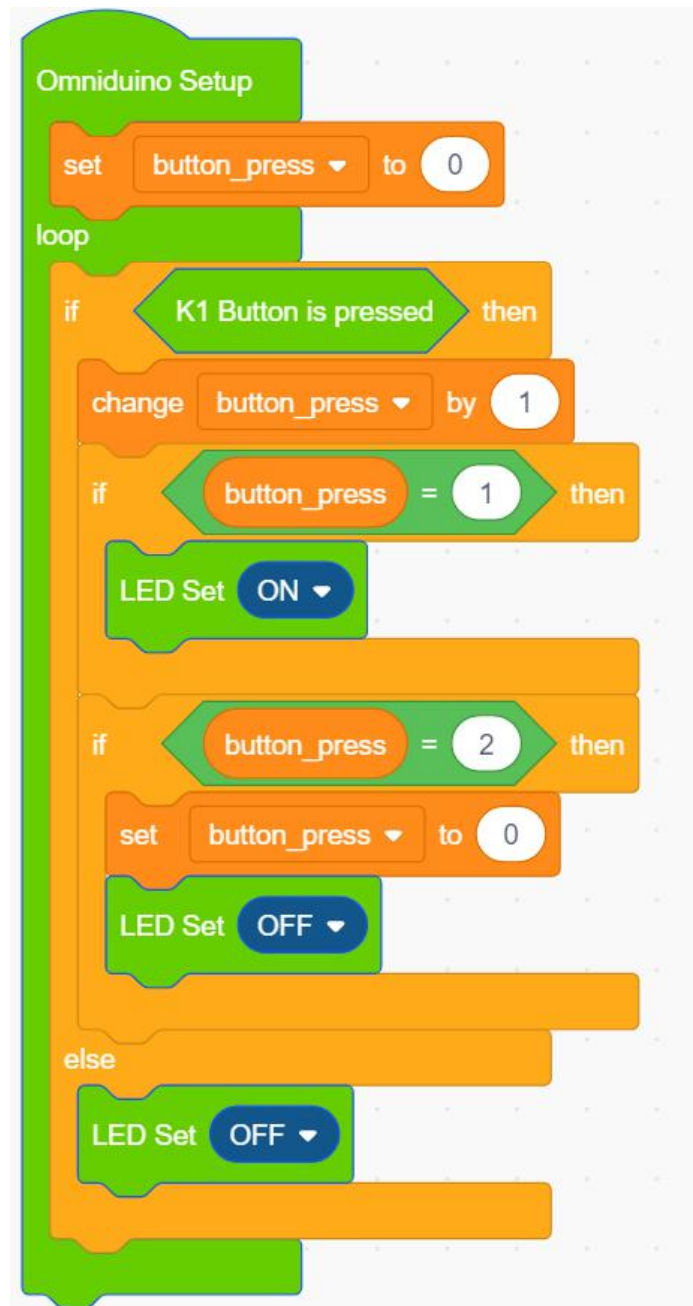 Omniduino Setup
set button_press to 0
loop
if K1 Button is pressed then
change button_press by 1
if button_press = 1 then
LED Set ON
if button_press = 2 then
set button_press to 0
LED Set OFF
else
LED Set OFF